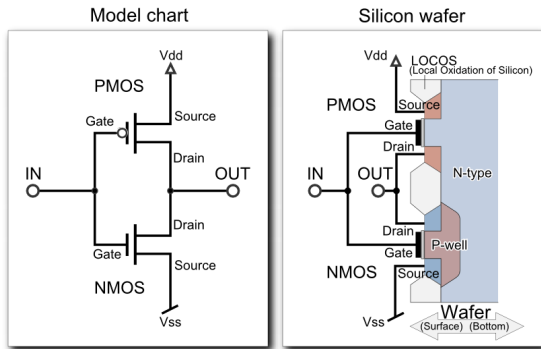 Model chart
Vdd
PMOS
Gate
Source
Drain
IN
OUT
Drain
Gate
Source
NMOS
Vss
Silicon wafer
Vdd
LOCOS
(Local Oxidation of Silicon)
PMOS
Source
Gate
Drain
IN
OUT
N-type
Drain
P-well
Gate
NMOS
Source
Vss
Wafer
(Surface) (Bottom)